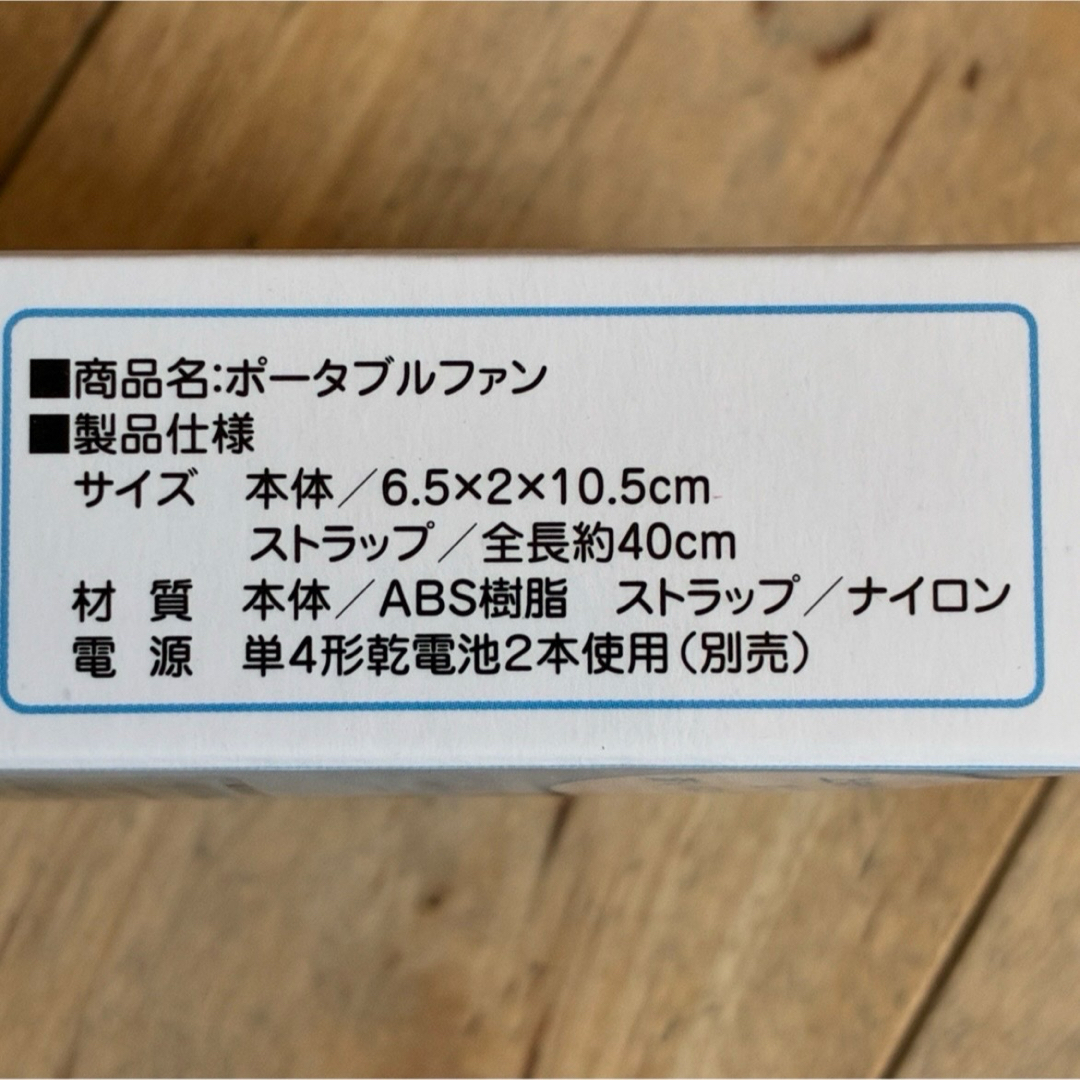 ■商品名:ポータブルファン
■製品仕様
サイズ 本体／6.5×2×10.5cm
ストラップ／全長約40cm
材 質 本体／ABS樹脂 ストラップ／ナイロン
電 源 単4形乾電池2本使用(別売)